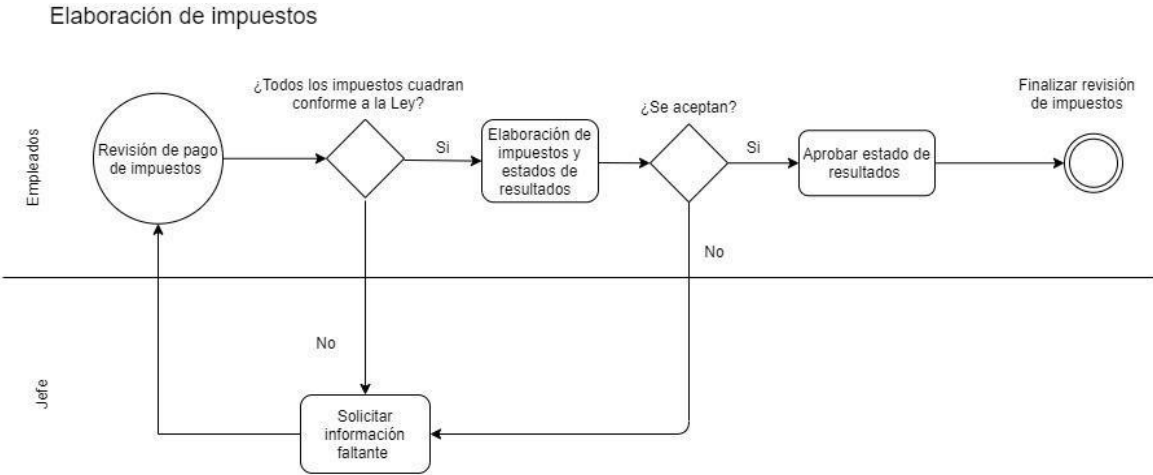 Elaboración de impuestos
Empleados
Revisión de pago
de impuestos
¿Todos los impuestos cuadran
conforme a la Ley?
Si
Elaboración de
impuestos y
estados de
resultados
¿Se aceptan?
Si
Aprobar estado de
resultados
Finalizar revisión
de impuestos
No
Jefe
No
Solicitar
información
faltante